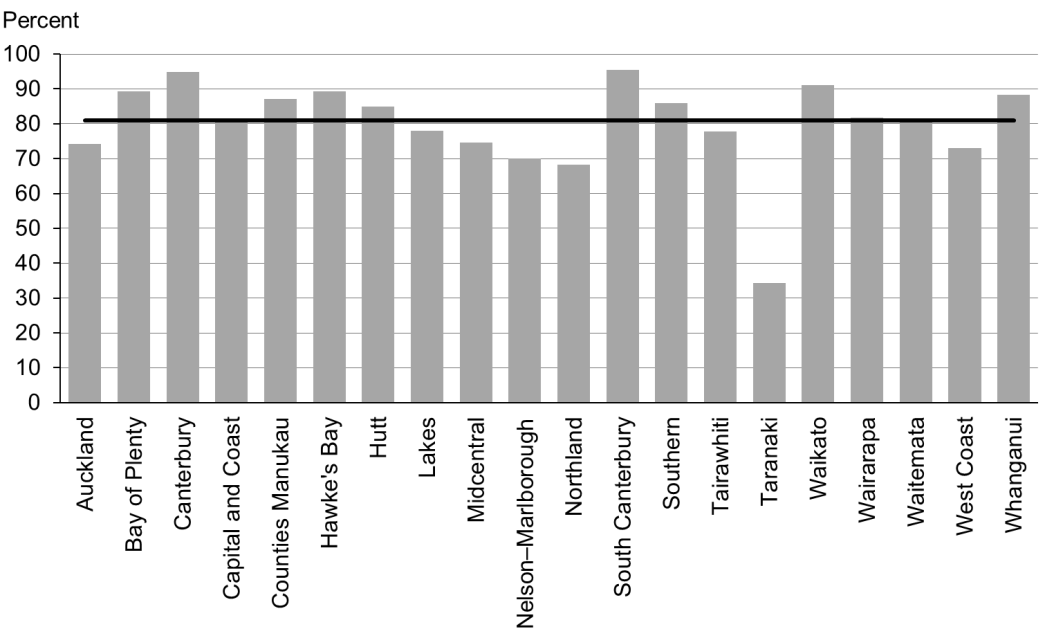 Percent
100
90
80
70
60
50
40
30
20
10
0
Auckland
Bay of Plenty
Canterbury
Capital and Coast
Counties Manukau
Hawke's Bay
Hutt
Lakes
Midcentral
Nelson–Marlborough
Northland
South Canterbury
Southern
Tairawhiti
Taranaki
Waikato
Wairarapa
Waitemata
West Coast
Whanganui